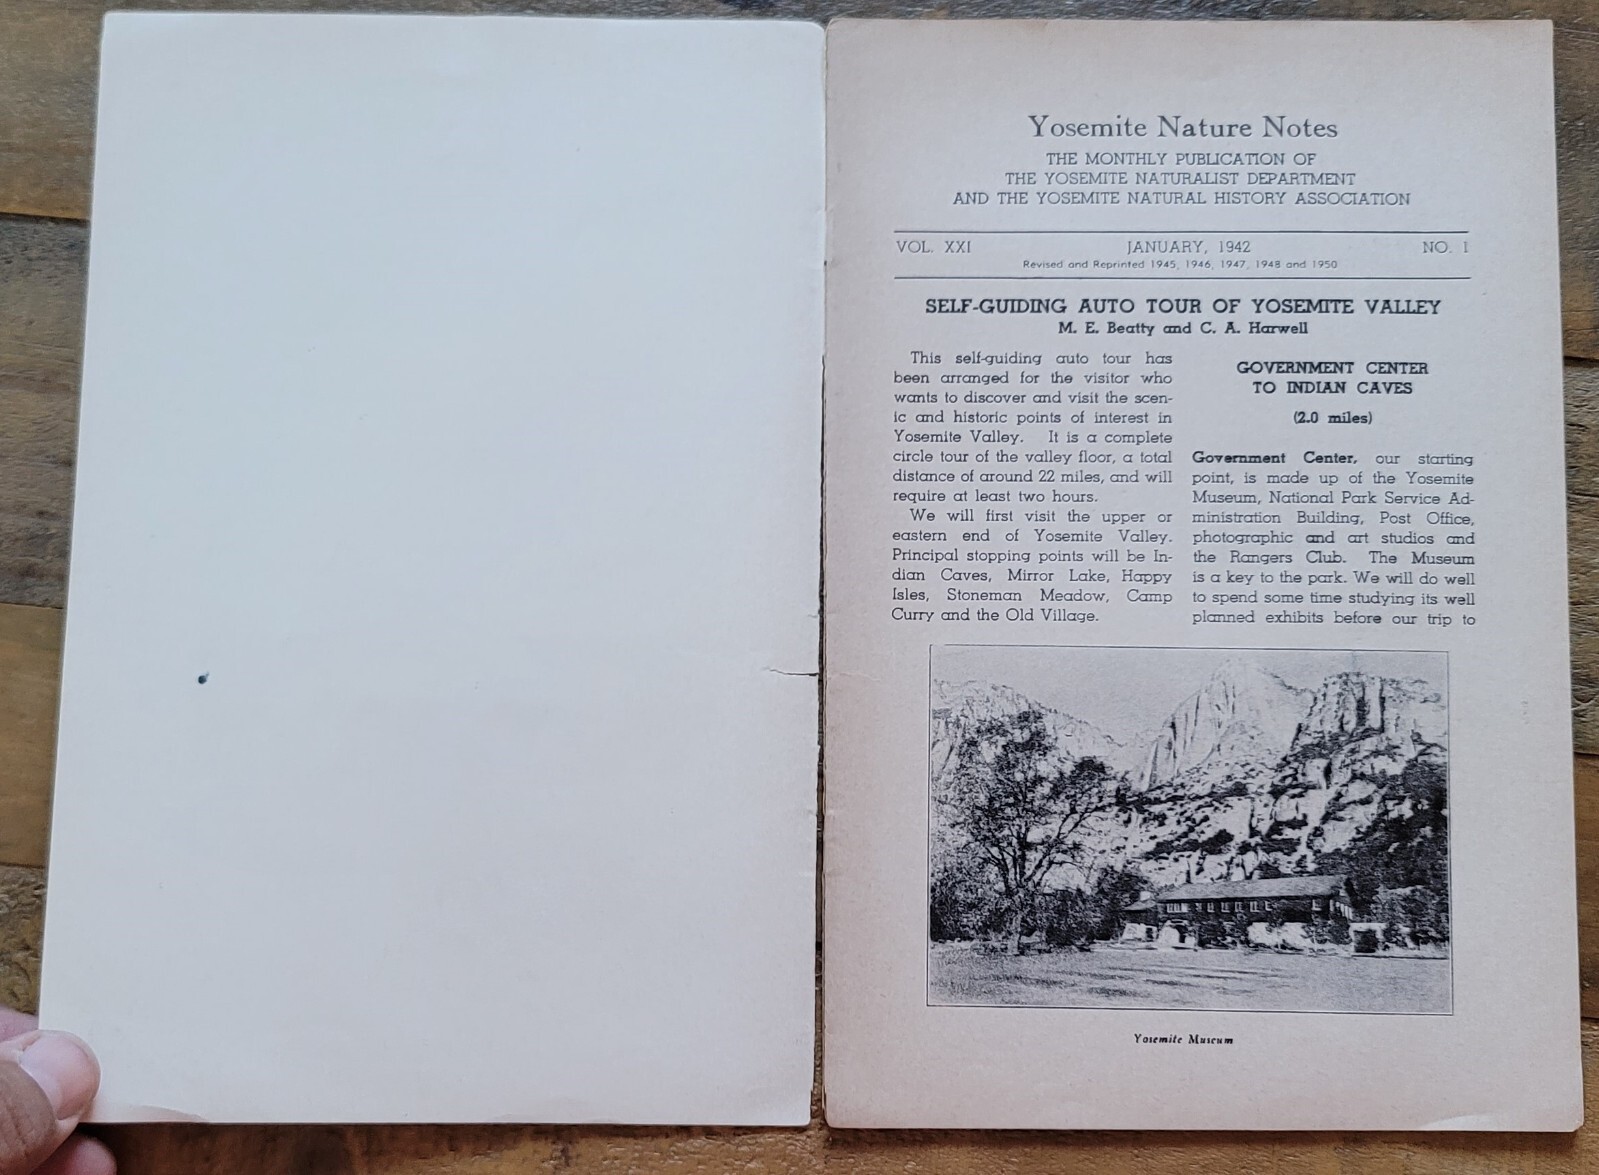 Yosemite Nature Notes
THE MONTHLY PUBLICATION OF
THE YOSEMITE NATURALIST DEPARTMENT
AND THE YOSEMITE NATURAL HISTORY ASSOCIATION
VOL. XXI JANUARY, 1942 NO. 1
Revised and Reprinted 1945, 1946, 1947, 1948 and 1950
SELF-GUIDING AUTO TOUR OF YOSEMITE VALLEY
M. E. Beatty and C. A. Harwell
This self-guiding auto tour has
been arranged for the visitor who
wants to discover and visit the scen-
ic and historic points of interest in
Yosemite Valley. It is a complete
circle tour of the valley floor, a total
distance of around 22 miles, and will
require at least two hours.
We will first visit the upper or
eastern end of Yosemite Valley.
Principal stopping points will be In-
dian Caves, Mirror Lake, Happy
Isles, Stoneman Meadow, Camp
Curry and the Old Village.
GOVERNMENT CENTER
TO INDIAN CAVES
(2.0 miles)
Government Center, our starting
point, is made up of the Yosemite
Museum, National Park Service Ad-
ministration Building, Post Office,
photographic and art studios and
the Rangers Club. The Museum
is a key to the park. We will do well
to spend some time studying its well
planned exhibits before our trip to
Yosemite Museum